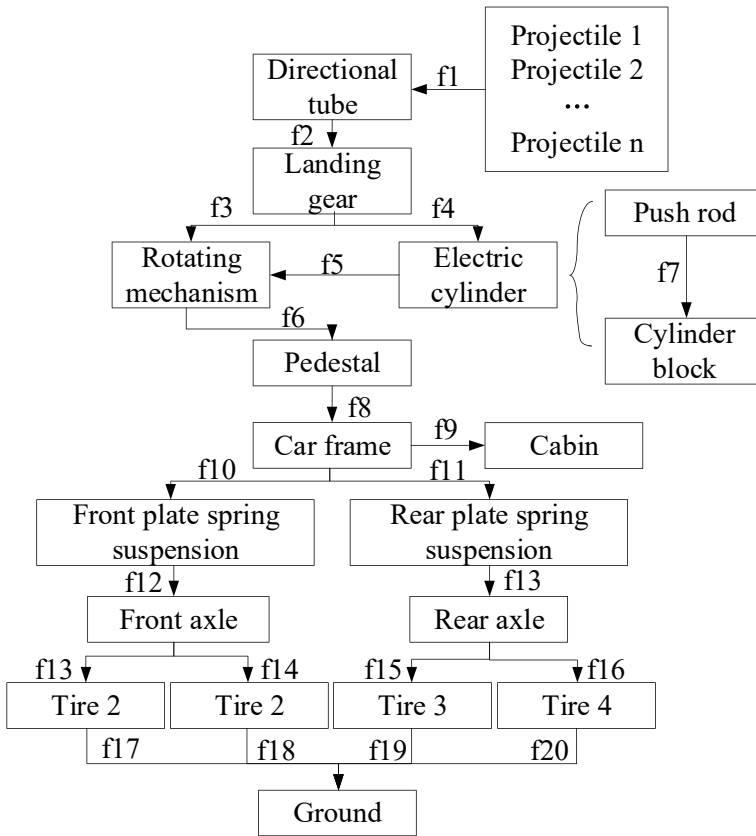 Projectile 1
Projectile 2
...
Projectile n
f1
Directional
tube
f2
Landing
gear
f3
f4
Rotating
mechanism
f5
Electric
cylinder
Push rod
f7
Cylinder
block
f6
Pedestal
f8
Car frame
f9
Cabin
f10
f11
Front plate spring
suspension
Rear plate spring
suspension
f12
f13
Front axle
Rear axle
f13
f14
f15
f16
Tire 2
Tire 2
Tire 3
Tire 4
f17
f18
f19
f20
Ground